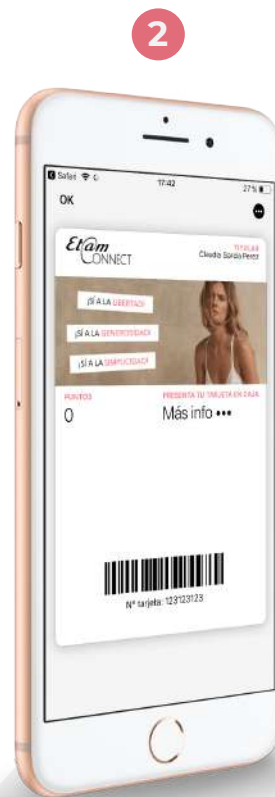 2
Safari 17:42 27%
OK
Etam
CONNECT
TITULAR
Claudia García Perez
¡SÍ A LA LIBERTAD!
¡SÍ A LA GENEROSIDAD!
¡SÍ A LA SIMPLICIDAD!
PUNTOS PRESENTA TU TARJETA EN CAJA
0 Más info •••
Nº tarjeta: 123123123